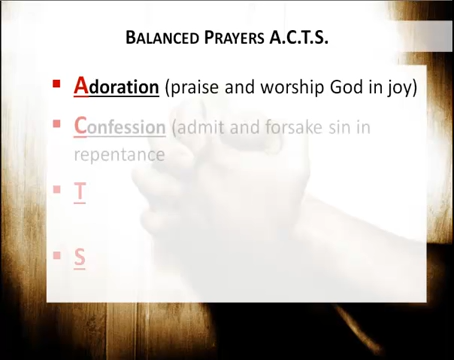 BALANCED PRAYERS A.C.T.S.
▪ Adoration (praise and worship God in joy)
▪ Confession (admit and forsake sin in
repentance
▪ T
▪ S